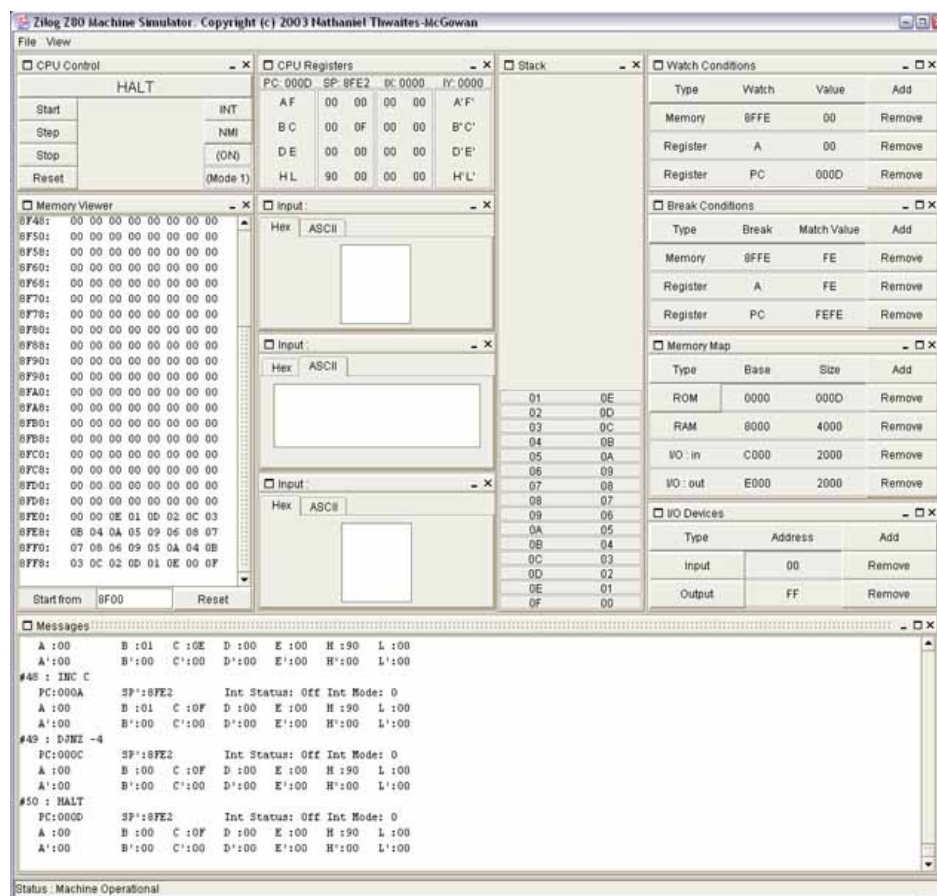 Zilog Z80 Machine Simulator. Copyright (c) 2003 Nathaniel Thwaites-McGowan
File View
CPU Control
HALT
Start INT
Step NMI
Stop (ON)
Reset (Mode 1)
CPU Registers
PC: 000D SP: 8FE2 IX: 0000 IY: 0000
A F 00 00 00 00 A' F'
B C 00 0F 00 00 B' C'
D E 00 00 00 00 D' E'
H L 90 00 00 00 H' L'
Stack
01 0E
02 0D
03 0C
04 0B
05 0A
06 09
07 08
08 07
09 06
0A 05
0B 04
0C 03
0D 02
0E 01
0F 00
Watch Conditions
Type Watch Value Add
Memory 8FFE 00 Remove
Register A 00 Remove
Register PC 000D Remove
Break Conditions
Type Break Match Value Add
Memory 8FFE FE Remove
Register A FE Remove
Register PC FEFE Remove
Memory Map
Type Base Size Add
ROM 0000 000D Remove
RAM 8000 4000 Remove
I/O : in C000 2000 Remove
I/O : out E000 2000 Remove
I/O Devices
Type Address Add
Input 00 Remove
Output FF Remove
Memory Viewer
8F48: 00 00 00 00 00 00 00 00
8F50: 00 00 00 00 00 00 00 00
8F58: 00 00 00 00 00 00 00 00
8F60: 00 00 00 00 00 00 00 00
8F68: 00 00 00 00 00 00 00 00
8F70: 00 00 00 00 00 00 00 00
8F78: 00 00 00 00 00 00 00 00
8F80: 00 00 00 00 00 00 00 00
8F88: 00 00 00 00 00 00 00 00
8F90: 00 00 00 00 00 00 00 00
8F98: 00 00 00 00 00 00 00 00
8FA0: 00 00 00 00 00 00 00 00
8FA8: 00 00 00 00 00 00 00 00
8FB0: 00 00 00 00 00 00 00 00
8FB8: 00 00 00 00 00 00 00 00
8FC0: 00 00 00 00 00 00 00 00
8FC8: 00 00 00 00 00 00 00 00
8FD0: 00 00 00 00 00 00 00 00
8FD8: 00 00 00 00 00 00 00 00
8FE0: 00 00 0E 01 0D 02 0C 03
8FE8: 0B 04 0A 05 09 06 08 07
8FF0: 07 08 06 09 05 0A 04 0B
8FF8: 03 0C 02 0D 01 0E 00 0F
Start from 8F00 Reset
Input :
Hex ASCII
Input :
Hex ASCII
Input :
Hex ASCII
Messages
A :00 B :01 C :0E D :00 E :00 H :90 L :00
A':00 B':00 C':00 D':00 E':00 H':00 L':00
#48 : INC C
PC:000A SP':8FE2 Int Status: Off Int Mode: 0
A :00 B :01 C :0F D :00 E :00 H :90 L :00
A':00 B':00 C':00 D':00 E':00 H':00 L':00
#49 : DJNZ -4
PC:000C SP':8FE2 Int Status: Off Int Mode: 0
A :00 B :00 C :0F D :00 E :00 H :90 L :00
A':00 B':00 C':00 D':00 E':00 H':00 L':00
#50 : HALT
PC:000D SP':8FE2 Int Status: Off Int Mode: 0
A :00 B :00 C :0F D :00 E :00 H :90 L :00
A':00 B':00 C':00 D':00 E':00 H':00 L':00
Status : Machine Operational